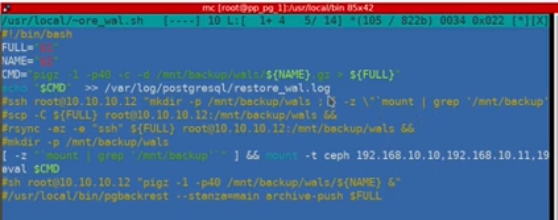 mc [root@pp_pg_1]:/usr/local/bin 85x42
/usr/local/~ore_wal.sh [----] 10 L:[ 1+ 4 5/ 14] *(105 / 822b) 0034 0x022 [*][X]
#!/bin/bash
FULL="
NAME="
CMD="pigz -1 -p40 -c -d /mnt/backup/wals/${NAME}.gz > ${FULL}"
echo "$CMD" >> /var/log/postgresql/restore_wal.log
#ssh root@10.10.10.12 "mkdir -p /mnt/backup/wals ; [ -z \"`mount | grep '/mnt/backup'
#scp -C ${FULL} root@10.10.10.12:/mnt/backup/wals &&
#rsync -az -e "ssh" ${FULL} root@10.10.10.12:/mnt/backup/wals &&
#mkdir -p /mnt/backup/wals
[ -z "`mount | grep '/mnt/backup'`" ] && mount -t ceph 192.168.10.10,192.168.10.11,19
eval $CMD
#sh root@10.10.10.12 "pigz -1 -p40 /mnt/backup/wals/${NAME} &"
#/usr/local/bin/pgbackrest --stanza=main archive-push $FULL